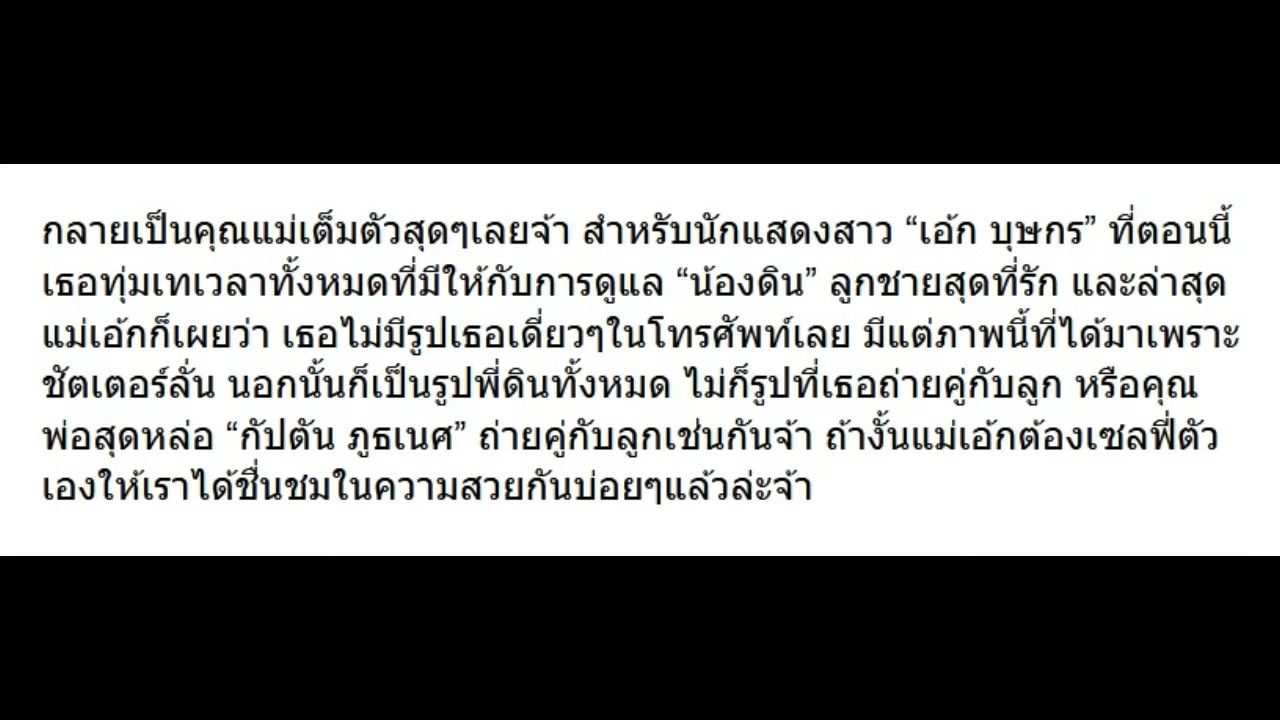 กลายเป็นคุณแม่เต็มตัวสุดๆเลยจ้า สำหรับนักแสดงสาว “เอ้ก บุษกร” ที่ตอนนี้
เธอทุ่มเทเวลาทั้งหมดที่มีให้กับการดูแล “น้องดิน” ลูกชายสุดที่รัก และล่าสุด
แม่เอ้กก็เผยว่า เธอไม่มีรูปเธอเดี่ยวๆในโทรศัพท์เลย มีแต่ภาพนี้ที่ได้มาเพราะ
ชัตเตอร์ลั่น นอกนั้นก็เป็นรูปพี่ดินทั้งหมด ไม่ก็รูปที่เธอถ่ายคู่กับลูก หรือคุณ
พ่อสุดหล่อ “กัปตัน ภูธเนศ” ถ่ายคู่กับลูกเช่นกันจ้า ถ้างั้นแม่เอ้กต้องเซลฟี่ตัว
เองให้เราได้ชื่นชมในความสวยกันบ่อยๆแล้วล่ะจ้า